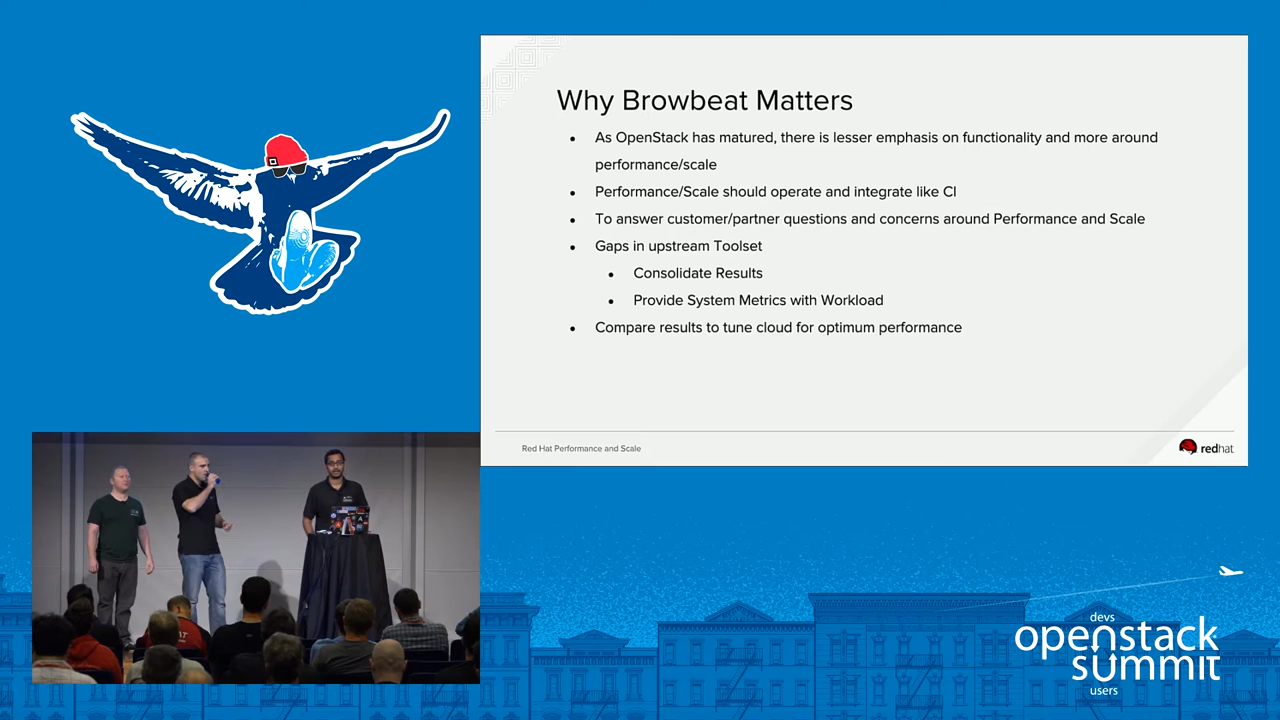 Why Browbeat Matters
• As OpenStack has matured, there is lesser emphasis on functionality and more around
performance/scale
• Performance/Scale should operate and integrate like CI
• To answer customer/partner questions and concerns around Performance and Scale
• Gaps in upstream Toolset
• Consolidate Results
• Provide System Metrics with Workload
• Compare results to tune cloud for optimum performance
Red Hat Performance and Scale
redhat
devs
openstack
summit
users